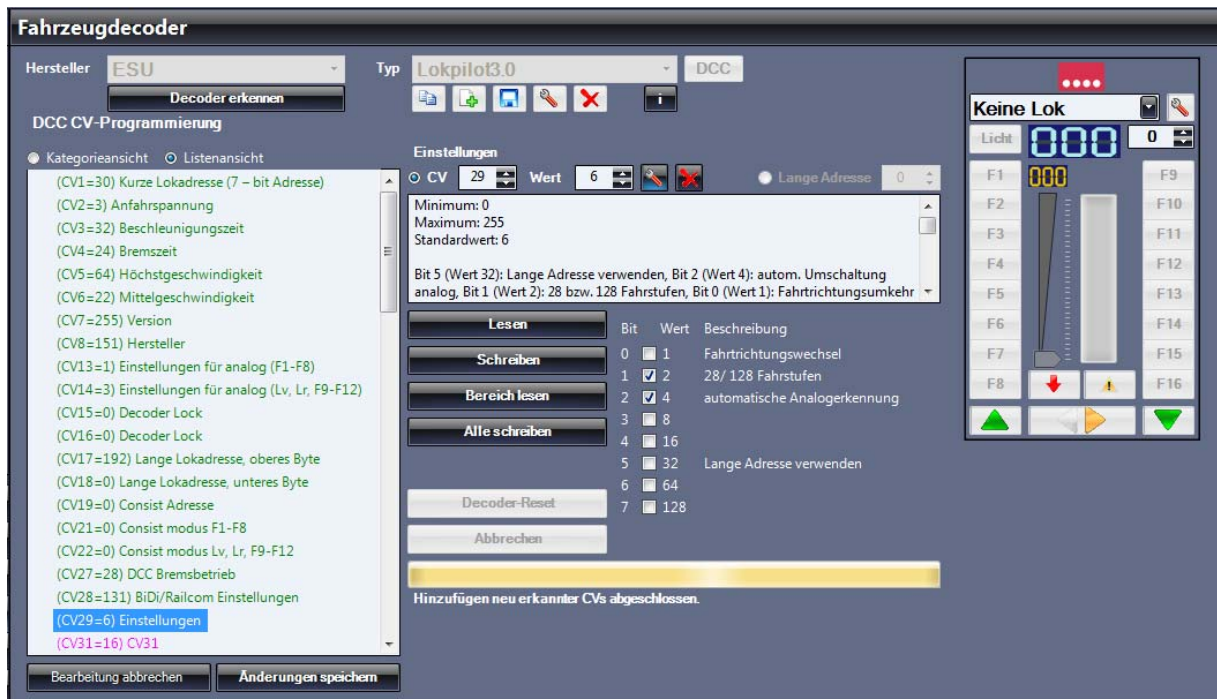 Fahrzeugdecoder
Hersteller ESU Typ Lokpilot3.0 DCC
Decoder erkennen i
DCC CV-Programmierung
Kategorieansicht Listenansicht
(CV1=30) Kurze Lokadresse (7 – bit Adresse)
(CV2=3) Anfahrspannung
(CV3=32) Beschleunigungszeit
(CV4=24) Bremszeit
(CV5=64) Höchstgeschwindigkeit
(CV6=22) Mittelgeschwindigkeit
(CV7=255) Version
(CV8=151) Hersteller
(CV13=1) Einstellungen für analog (F1-F8)
(CV14=3) Einstellungen für analog (Lv, Lr, F9-F12)
(CV15=0) Decoder Lock
(CV16=0) Decoder Lock
(CV17=192) Lange Lokadresse, oberes Byte
(CV18=0) Lange Lokadresse, unteres Byte
(CV19=0) Consist Adresse
(CV21=0) Consist modus F1-F8
(CV22=0) Consist modus Lv, Lr, F9-F12
(CV27=28) DCC Bremsbetrieb
(CV28=131) BiDi/Railcom Einstellungen
(CV29=6) Einstellungen
(CV31=16) CV31
Bearbeitung abbrechen Änderungen speichern
Einstellungen
CV 29 Wert 6 Lange Adresse 0
Minimum: 0
Maximum: 255
Standardwert: 6
Bit 5 (Wert 32): Lange Adresse verwenden, Bit 2 (Wert 4): autom. Umschaltung
analog, Bit 1 (Wert 2): 28 bzw. 128 Fahrstufen, Bit 0 (Wert 1): Fahrtrichtungsumkehr
Lesen
Schreiben
Bereich lesen
Alle schreiben
Decoder-Reset
Abbrechen
Bit Wert Beschreibung
0 1 Fahrtrichtungswechsel
1 2 28/ 128 Fahrstufen
2 4 automatische Analogerkennung
3 8
4 16
5 32 Lange Adresse verwenden
6 64
7 128
Hinzufügen neu erkannter CVs abgeschlossen.
Keine Lok
Licht 000 0
F1 000 F9
F2 F10
F3 F11
F4 F12
F5 F13
F6 F14
F7 F15
F8 F16